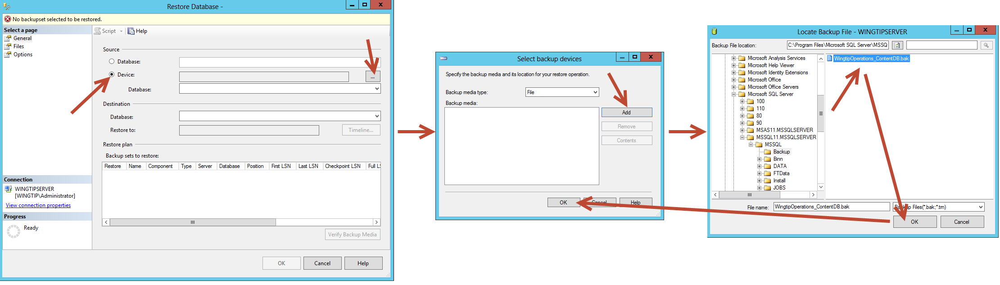 Restore Database -
No backupset selected to be restored.
Select a page
General
Files
Options
Script
Help
Source
Database:
Device:
...
Database:
Destination
Database:
Restore to:
Timeline...
Restore plan
Backup sets to restore:
Restore Name Component Type Server Database Position First LSN Last LSN Checkpoint LSN Full LS
Connection
WINGTIPSERVER
[WINGTIP\Administrator]
View connection properties
Progress
Ready
Verify Backup Media
OK Cancel Help
Select backup devices
Specify the backup media and its location for your restore operation.
Backup media type: File
Backup media:
Add
Remove
Contents
OK Cancel Help
Locate Backup File - WINGTIPSERVER
Backup File location: C:\Program Files\Microsoft SQL Server\MSSQ
Microsoft Analysis Services
Microsoft Help Viewer
Microsoft Identity Extensions
Microsoft Office
Microsoft Office Servers
Microsoft SQL Server
100
110
80
90
MSAS11.MSSQLSERVER
MSSQL11.MSSQLSERVER
MSSQL
Backup
Binn
DATA
FTData
Install
JOBS
WingtipOperations_ContentDB.bak
File name: WingtipOperations_ContentDB.bak Backup Files(*.bak;*.trn)
OK Cancel